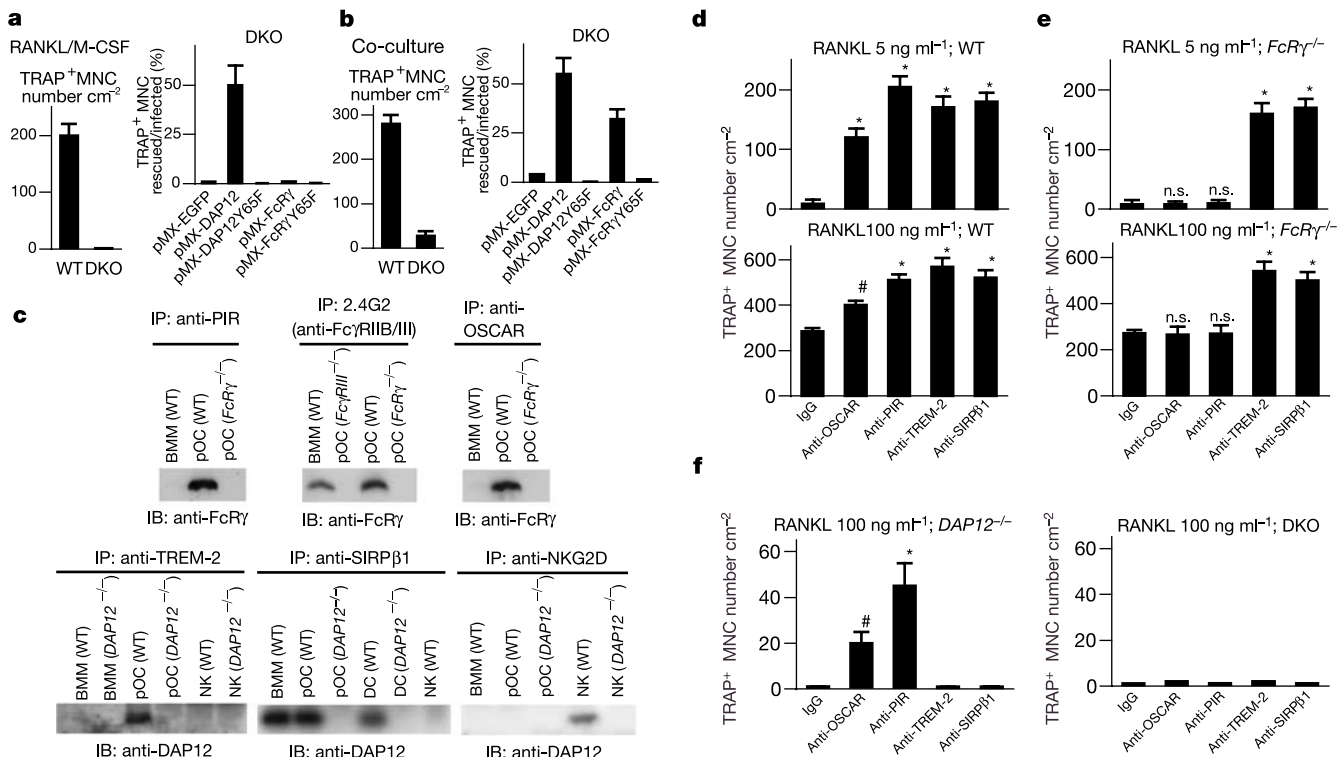 a
RANKL/M-CSF
TRAP⁺MNC
number cm⁻²
200
100
0
WT DKO
DKO
TRAP⁺ MNC
rescued/infected (%)
50
25
0
pMX-EGFP
pMX-DAP12
pMX-DAP12Y65F
pMX-FcRγ
pMX-FcRγY65F
b
Co-culture
TRAP⁺MNC
number cm⁻²
300
200
100
0
WT DKO
DKO
TRAP⁺ MNC
rescued/infected (%)
50
25
0
pMX-EGFP
pMX-DAP12
pMX-DAP12Y65F
pMX-FcRγ
pMX-FcRγY65F
c
IP: anti-PIR
BMM (WT)
pOC (WT)
pOC (FcRγ⁻/⁻)
IB: anti-FcRγ
IP: 2.4G2
(anti-FcγRIIB/III)
BMM (WT)
pOC (FcγRIII⁻/⁻)
pOC (WT)
pOC (FcRγ⁻/⁻)
IB: anti-FcRγ
IP: anti-
OSCAR
BMM (WT)
pOC (WT)
pOC (FcRγ⁻/⁻)
IB: anti-FcRγ
IP: anti-TREM-2
BMM (WT)
BMM (DAP12⁻/⁻)
pOC (WT)
pOC (DAP12⁻/⁻)
NK (WT)
NK (DAP12⁻/⁻)
IB: anti-DAP12
IP: anti-SIRPβ1
BMM (WT)
pOC (WT)
pOC (DAP12⁻/⁻)
DC (WT)
DC (DAP12⁻/⁻)
NK (WT)
IB: anti-DAP12
IP: anti-NKG2D
BMM (WT)
pOC (WT)
pOC (DAP12⁻/⁻)
NK (WT)
NK (DAP12⁻/⁻)
IB: anti-DAP12
d
RANKL 5 ng ml⁻¹; WT
TRAP⁺ MNC number cm⁻²
200
100
0
* * * *
RANKL100 ng ml⁻¹; WT
600
400
200
0
# * * *
IgG
Anti-OSCAR
Anti-PIR
Anti-TREM-2
Anti-SIRPβ1
e
RANKL 5 ng ml⁻¹; FcRγ⁻/⁻
TRAP⁺ MNC number cm⁻²
200
100
0
n.s. n.s. * *
RANKL100 ng ml⁻¹; FcRγ⁻/⁻
600
400
200
0
n.s. n.s. * *
IgG
Anti-OSCAR
Anti-PIR
Anti-TREM-2
Anti-SIRPβ1
f
RANKL 100 ng ml⁻¹; DAP12⁻/⁻
TRAP⁺ MNC number cm⁻²
60
40
20
0
# *
IgG
Anti-OSCAR
Anti-PIR
Anti-TREM-2
Anti-SIRPβ1
RANKL 100 ng ml⁻¹; DKO
TRAP⁺ MNC number cm⁻²
60
40
20
0
IgG
Anti-OSCAR
Anti-PIR
Anti-TREM-2
Anti-SIRPβ1